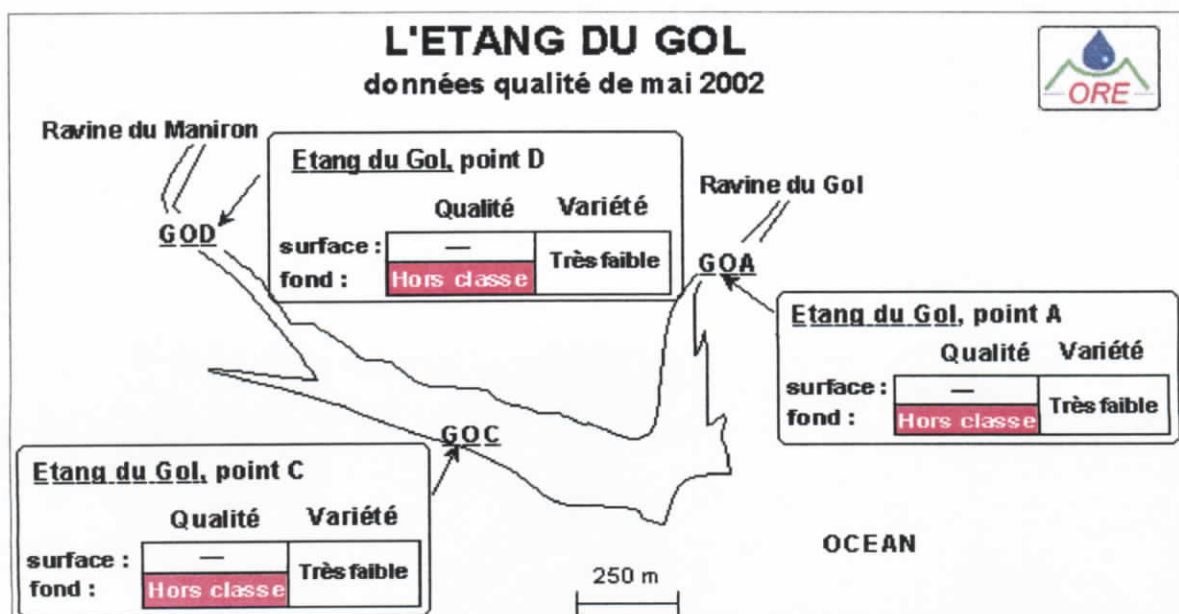 L'ETANG DU GOL
données qualité de mai 2002
ORE
Ravine du Maniron
Etang du Gol, point D
Qualité Variété
surface : — Très faible
fond : Hors classe
GOD
Ravine du Gol
GOA
Etang du Gol, point A
Qualité Variété
surface : — Très faible
fond : Hors classe
GOC
Etang du Gol, point C
Qualité Variété
surface : — Très faible
fond : Hors classe
OCEAN
250 m